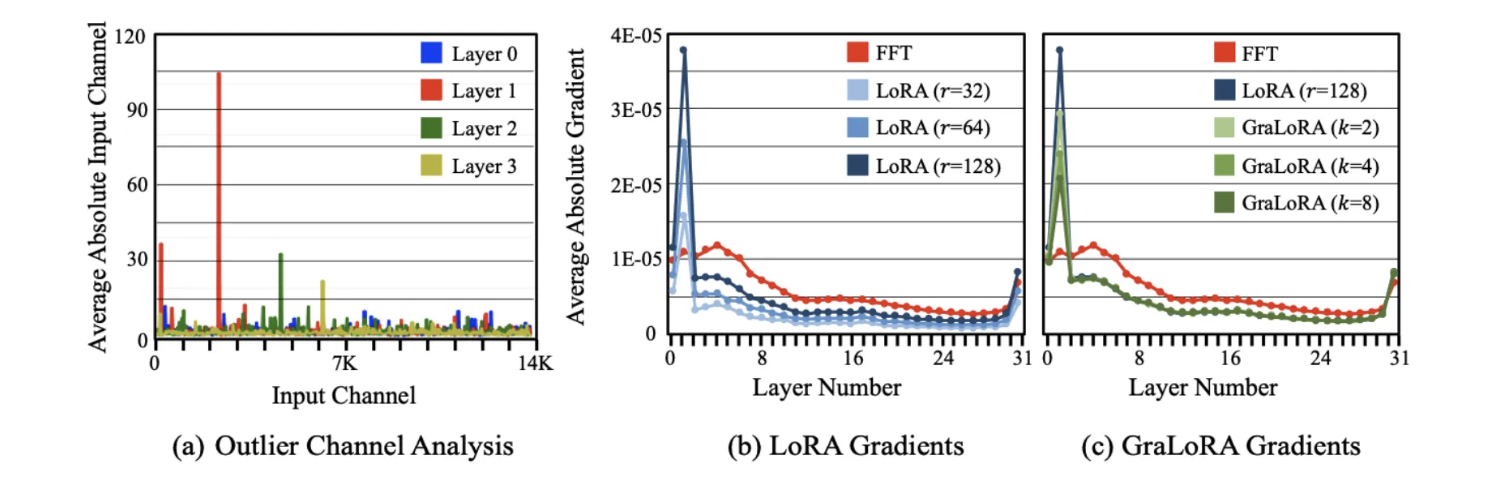 Average Absolute Input Channel
120
90
60
30
0
Layer 0
Layer 1
Layer 2
Layer 3
0
7K
14K
Input Channel
(a) Outlier Channel Analysis
Average Absolute Gradient
4E-05
3E-05
2E-05
1E-05
0
FFT
LoRA (r=32)
LoRA (r=64)
LoRA (r=128)
0
8
16
24
31
Layer Number
(b) LoRA Gradients
FFT
LoRA (r=128)
GraLoRA (k=2)
GraLoRA (k=4)
GraLoRA (k=8)
0
8
16
24
31
Layer Number
(c) GraLoRA Gradients